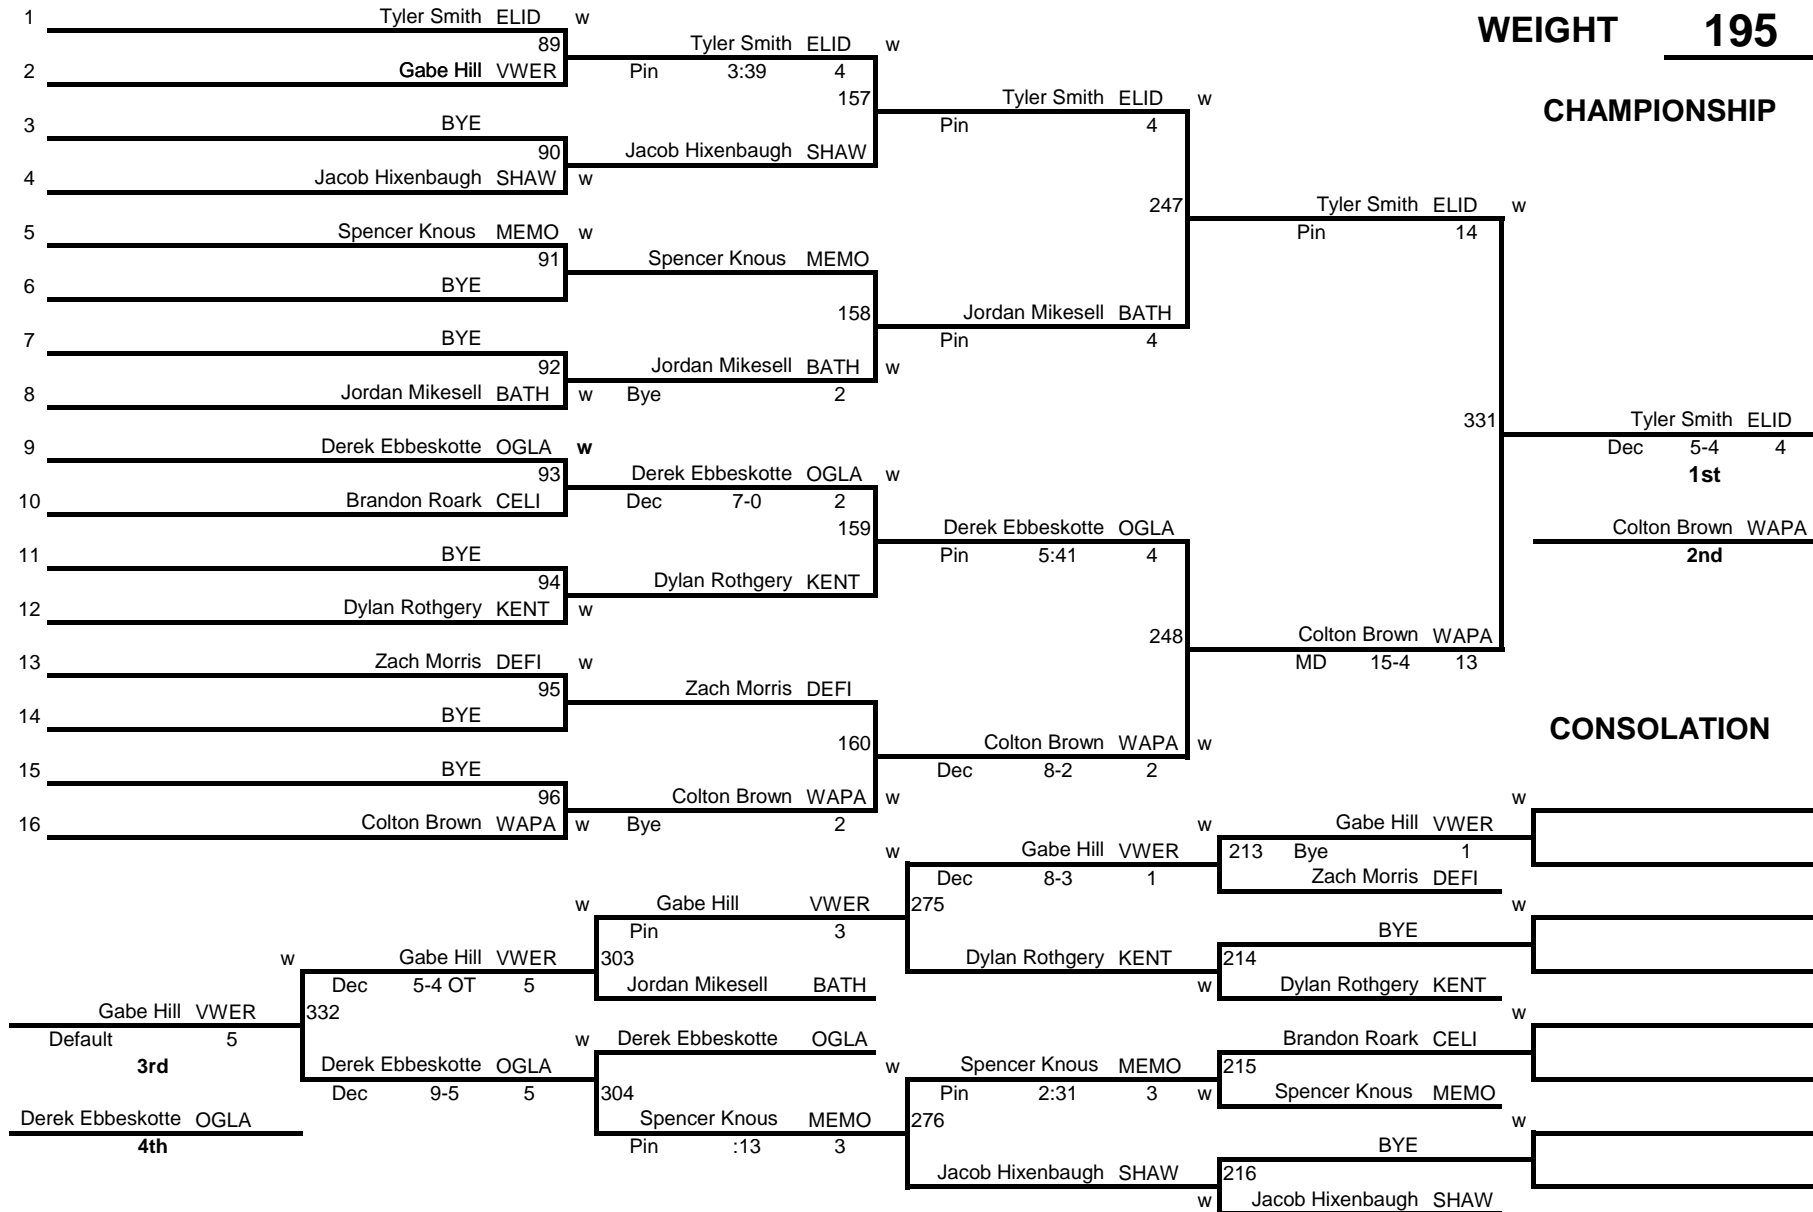 1 Tyler Smith ELID w
WEIGHT 195
89 Tyler Smith ELID w
2 Gabe Hill VWER Pin 3:39 4
157 Tyler Smith ELID w
CHAMPIONSHIP
3 BYE Pin 4
90 Jacob Hixenbaugh SHAW
4 Jacob Hixenbaugh SHAW w
247 Tyler Smith ELID w
5 Spencer Knous MEMO w Pin 14
91 Spencer Knous MEMO
6 BYE
158 Jordan Mikesell BATH
7 BYE Pin 4
92 Jordan Mikesell BATH w
8 Jordan Mikesell BATH w Bye 2
331 Tyler Smith ELID
9 Derek Ebbeskotte OGLA w Dec 5-4 4
93 Derek Ebbeskotte OGLA w 1st
10 Brandon Roark CELI Dec 7-0 2
159 Derek Ebbeskotte OGLA Colton Brown WAPA
11 BYE Pin 5:41 4 2nd
94 Dylan Rothgery KENT
12 Dylan Rothgery KENT w
248 Colton Brown WAPA
13 Zach Morris DEFI w MD 15-4 13
95 Zach Morris DEFI
14 BYE
CONSOLATION
160 Colton Brown WAPA w
15 BYE Dec 8-2 2
96 Colton Brown WAPA w w
16 Colton Brown WAPA w Bye 2 w Gabe Hill VWER
w Gabe Hill VWER 213 Bye 1
Dec 8-3 1 Zach Morris DEFI
w Gabe Hill VWER 275 w
Pin 3 BYE
w Gabe Hill VWER 303 Dylan Rothgery KENT 214
Dec 5-4 OT 5 Jordan Mikesell BATH w Dylan Rothgery KENT
Gabe Hill VWER 332 w
Default 5 w Derek Ebbeskotte OGLA Brandon Roark CELI
3rd Derek Ebbeskotte OGLA w Spencer Knous MEMO 215
Dec 9-5 5 304 Pin 2:31 3 w Spencer Knous MEMO
Derek Ebbeskotte OGLA Spencer Knous MEMO 276 w
4th Pin :13 3 BYE
Jacob Hixenbaugh SHAW 216
w Jacob Hixenbaugh SHAW